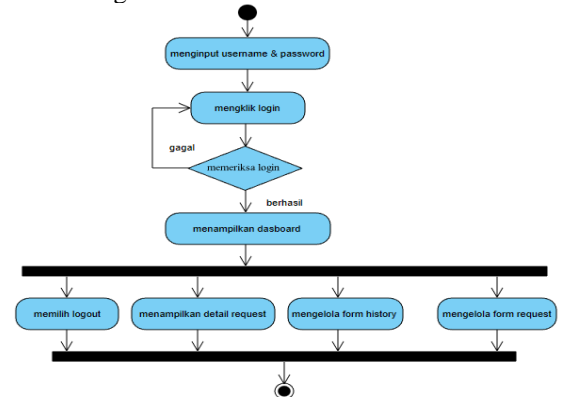 menginput username & password
mengklik login
gagal
memeriksa login
berhasil
menampilkan dasboard
memilih logout
menampilkan detail request
mengelola form history
mengelola form request